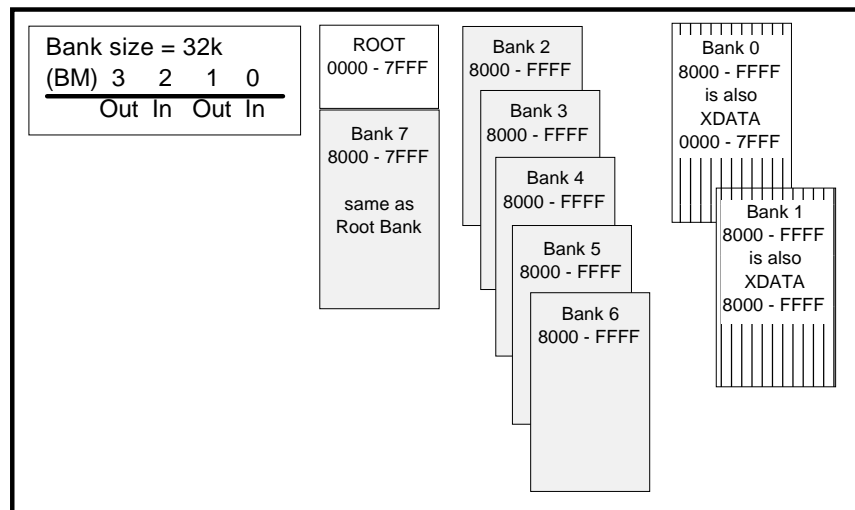 Bank size = 32k
(BM) 3 2 1 0
Out In Out In
ROOT
0000 - 7FFF
Bank 7
8000 - 7FFF
same as
Root Bank
Bank 2
8000 - FFFF
Bank 3
8000 - FFFF
Bank 4
8000 - FFFF
Bank 5
8000 - FFFF
Bank 6
8000 - FFFF
Bank 0
8000 - FFFF
is also
XDATA
0000 - 7FFF
Bank 1
8000 - FFFF
is also
XDATA
8000 - FFFF